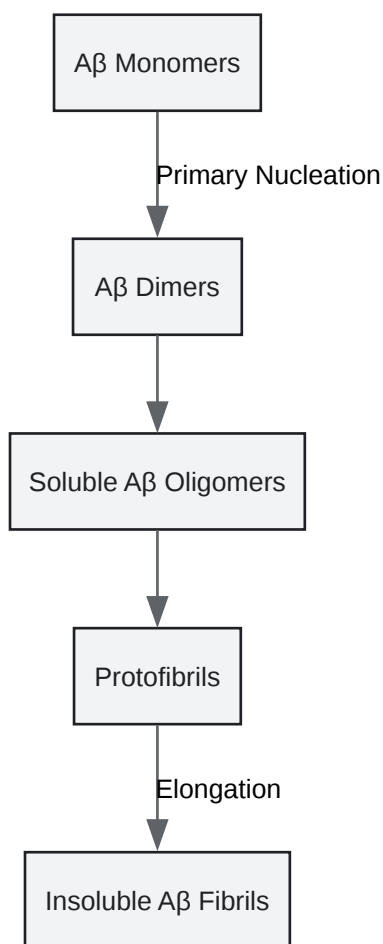 Aβ Monomers
Primary Nucleation
Aβ Dimers
Soluble Aβ Oligomers
Protofibrils
Elongation
Insoluble Aβ Fibrils